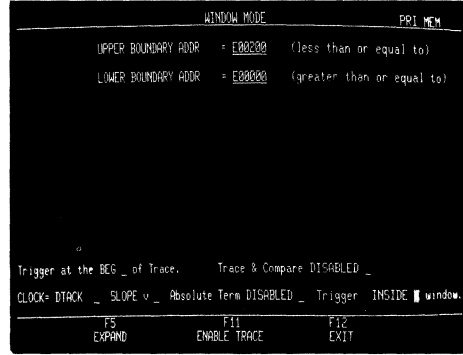 WINDOW MODE PRI MEM
UPPER BOUNDARY ADDR = E00200 (less than or equal to)
LOWER BOUNDARY ADDR = E00000 (greater than or equal to)
Trigger at the BEG _ of Trace. Trace & Compare DISABLED _
CLOCK= DTACK _ SLOPE v _ Absolute Term DISABLED _ Trigger INSIDE window.
F5 F11 F12
EXPAND ENABLE TRACE EXIT